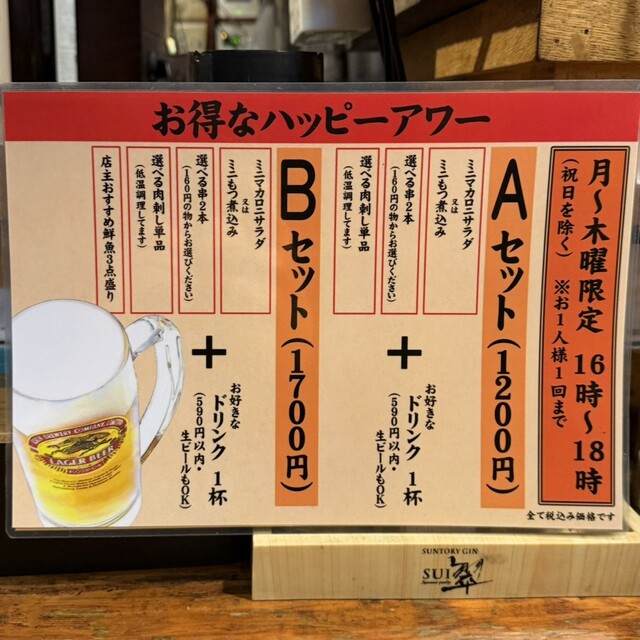 お得なハッピーアワー
月～木曜限定 16時～18時
(祝日を除く) ※お1人様1回まで
Aセット(1200円)
ミニマカロニサラダ
又は
ミニもつ煮込み
選べる串2本
(160円の物からお選びください)
選べる肉刺し単品
(低温調理してます)
＋
お好きな
ドリンク 1杯
(590円以内・
生ビールもOK)
Bセット(1700円)
ミニマカロニサラダ
又は
ミニもつ煮込み
選べる串2本
(160円の物からお選びください)
選べる肉刺し単品
(低温調理してます)
店主おすすめ鮮魚3点盛り
＋
お好きな
ドリンク 1杯
(590円以内・
生ビールもOK)
全て税込み価格です
LAGER BEER
SUNTORY GIN
SUI 翠